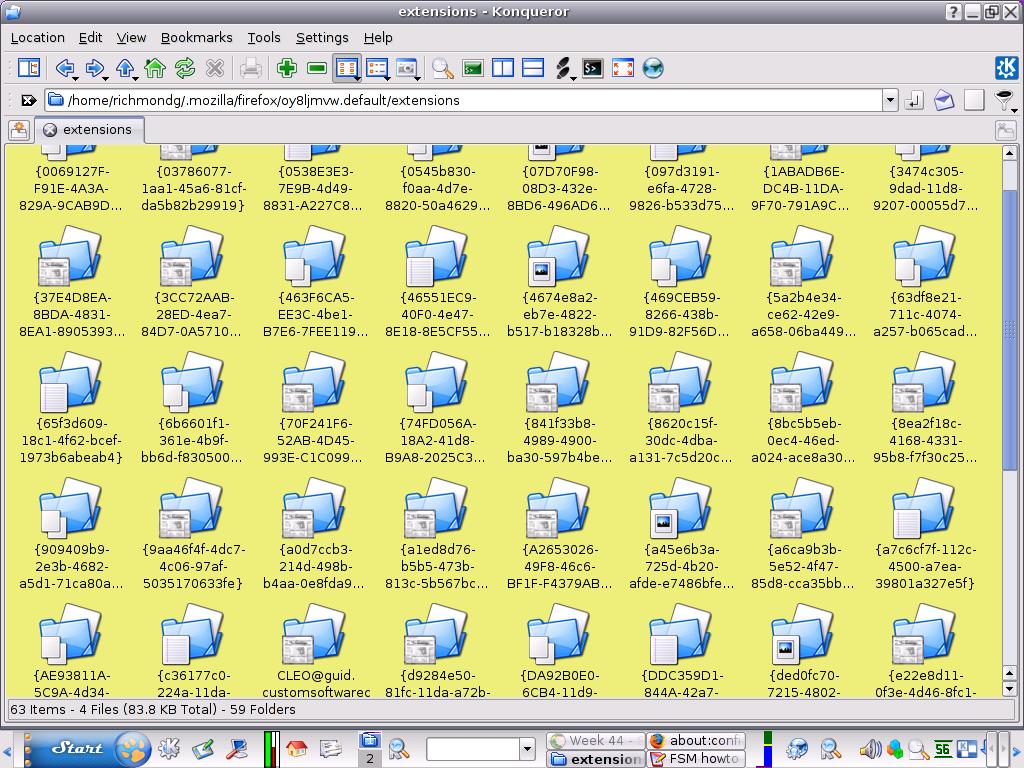 extensions - Konqueror
Location Edit View Bookmarks Tools Settings Help
/home/richmondg/.mozilla/firefox/oy8ljmvw.default/extensions
extensions
{0069127F- {03786077- {0538E3E3- {0545b830- {07D70F98- {097d3191- {1ABADB6E- {3474c305-
F91E-4A3A- 1aa1-45a6-81cf- 7E9B-4d49- f0aa-4d7e- 08D3-432e- e6fa-4728- DC4B-11DA- 9dad-11d8-
829A-9CAB9D... da5b82b29919} 8831-A227C8... 8820-50a4629... 8BD6-496AD6... 9826-b533d75... 9F70-791A9C... 9207-00055d7...
{37E4D8EA- {3CC72AAB- {463F6CA5- {46551EC9- {4674e8a2- {469CEB59- {5a2b4e34- {63df8e21-
8BDA-4831- 28ED-4ea7- EE3C-4be1- 40F0-4e47- eb7e-4822- 8266-438b- ce62-42e9- 711c-4074-
8EA1-8905393... 84D7-0A5710... B7E6-7FEE119... 8E18-8E5CF55... b517-b18328b... 91D9-82F56D... a658-06ba449... a257-b065cad...
{65f3d609- {6b6601f1- {70F241F6- {74FD056A- {841f33b8- {8620c15f- {8bc5b5eb- {8ea2f18c-
18c1-4f62-bcef- 361e-4b9f- 52AB-4D45- 18A2-41d8- 4989-4900- 30dc-4dba- 0ec4-46ed- 4168-4331-
1973b6abeab4} bb6d-f830500... 993E-C1C099... B9A8-2025C3... ba30-597b4be... a131-7c5d20c... a024-ace8a30... 95b8-f7f30c25...
{909409b9- {9aa46f4f-4dc7- {a0d7ccb3- {a1ed8d76- {A2653026- {a45e6b3a- {a6ca9b3b- {a7c6cf7f-112c-
2e3b-4682- 4c06-97af- 214d-498b- b5b5-473b- 49F8-46c6- 725d-4b20- 5e52-4f47- 4500-a7ea-
a5d1-71ca80a... 5035170633fe} b4aa-0e8fda9... 813c-5b567bc... BF1F-F4379AB... afde-e7486bfe... 85d8-cca35bb... 39801a327e5f}
{AE93811A- {c36177c0- CLEO@guid. {d9284e50- {DA92B0E0- {DDC359D1- {ded0fc70- {e22e8d11-
5C9A-4d34- 224a-11da- customsoftwarec 81fc-11da-a72b- 6CB4-11d9- 844A-42a7- 7215-4802- 0f3e-4d46-8fc1-
63 Items - 4 Files (83.8 KB Total) - 59 Folders
Start 2 Week 44 - about:confi 56
extension FSM howto